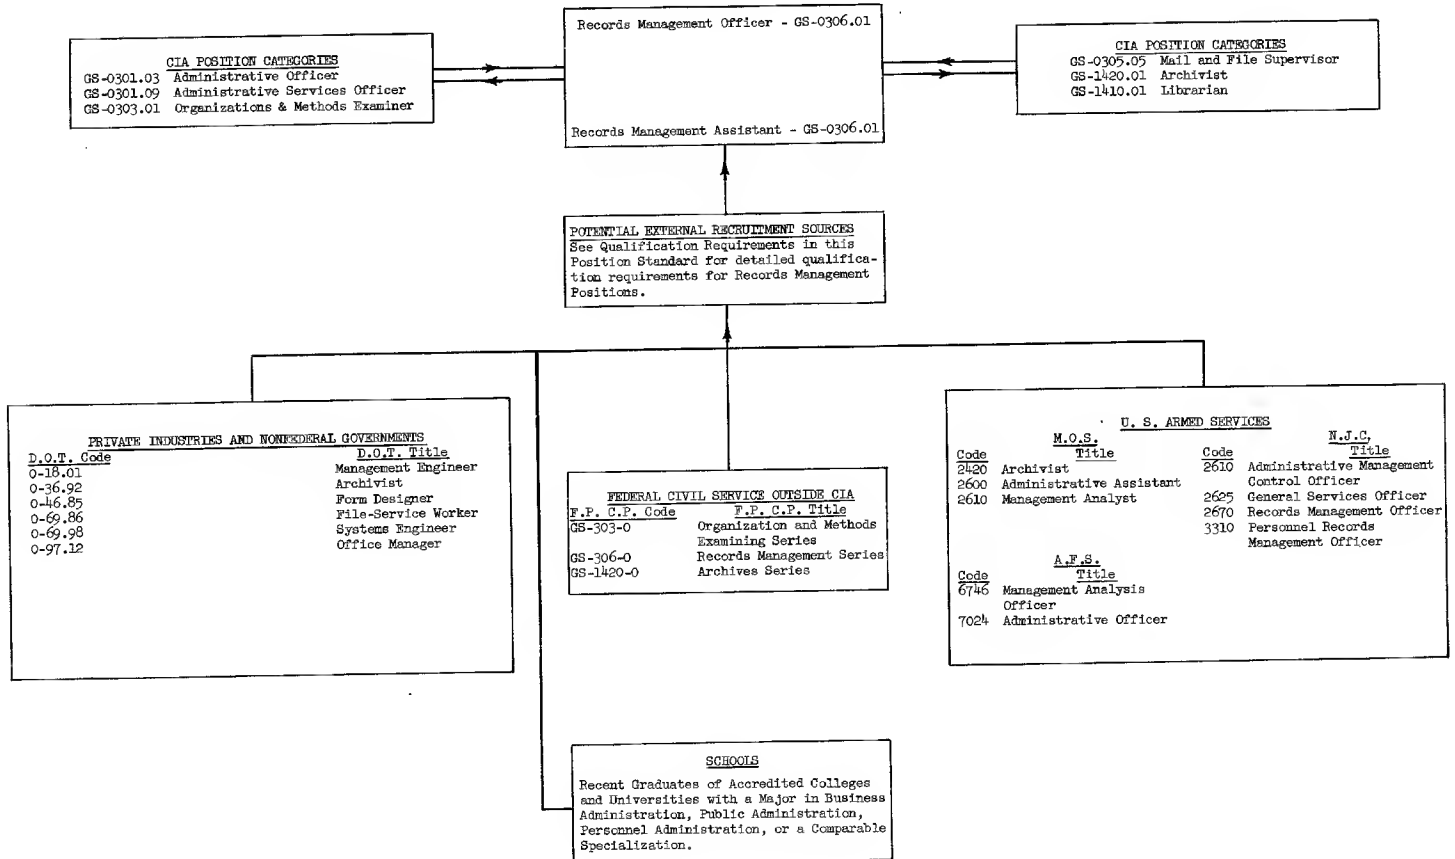 Records Management Officer - GS-0306.01
Records Management Assistant - GS-0306.01
CIA POSITION CATEGORIES
GS-0301.03 Administrative Officer
GS-0301.09 Administrative Services Officer
GS-0303.01 Organizations & Methods Examiner
CIA POSITION CATEGORIES
GS-0305.05 Mail and File Supervisor
GS-1420.01 Archivist
GS-1410.01 Librarian
POTENTIAL EXTERNAL RECRUITMENT SOURCES
See Qualification Requirements in this
Position Standard for detailed qualifica-
tion requirements for Records Management
Positions.
PRIVATE INDUSTRIES AND NONFEDERAL GOVERNMENTS
D.O.T. Code D.O.T. Title
0-18.01 Management Engineer
0-36.92 Archivist
0-46.85 Form Designer
0-69.86 File-Service Worker
0-69.98 Systems Engineer
0-97.12 Office Manager
FEDERAL CIVIL SERVICE OUTSIDE CIA
F.P. C.P. Code F.P. C.P. Title
GS-303-0 Organization and Methods
Examining Series
GS-306-0 Records Management Series
GS-1420-0 Archives Series
U. S. ARMED SERVICES
M.O.S.
Code Title
2420 Archivist
2600 Administrative Assistant
2610 Management Analyst
N.J.C.
Code Title
2610 Administrative Management
Control Officer
2625 General Services Officer
2670 Records Management Officer
3310 Personnel Records
Management Officer
A.F.S.
Code Title
6746 Management Analysis
Officer
7024 Administrative Officer
SCHOOLS
Recent Graduates of Accredited Colleges
and Universities with a Major in Business
Administration, Public Administration,
Personnel Administration, or a Comparable
Specialization.